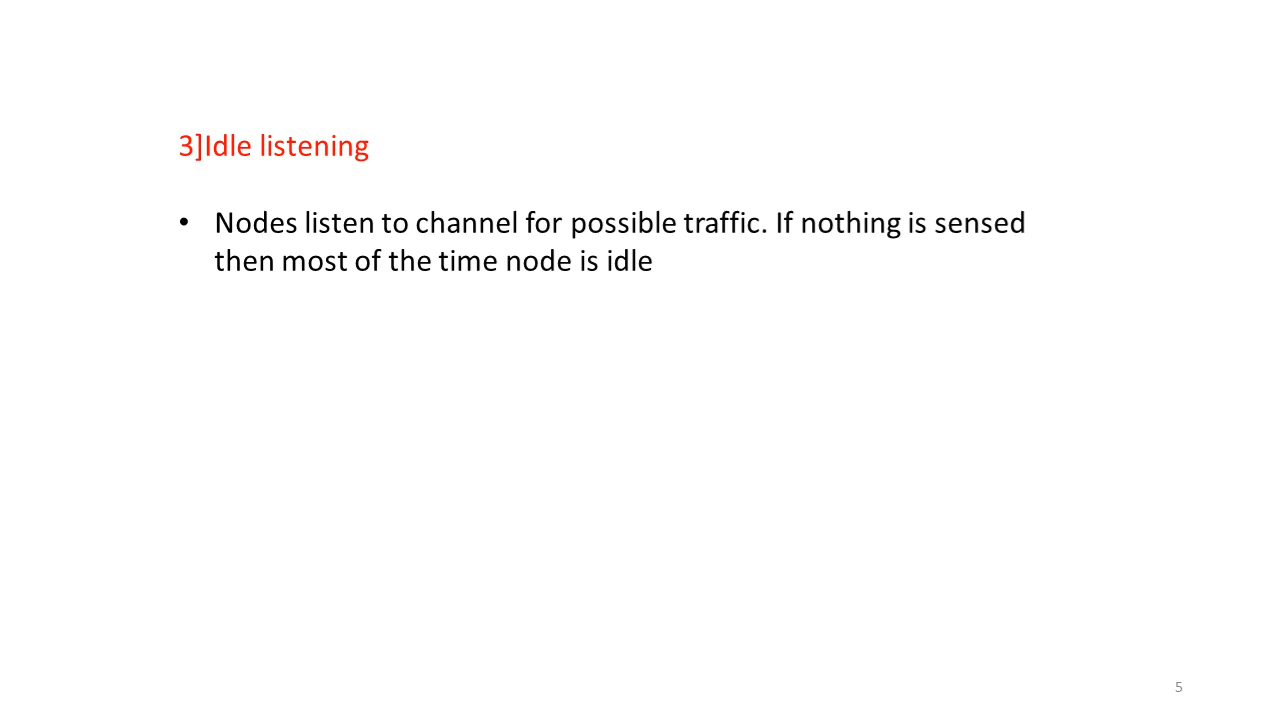 3]Idle listening
• Nodes listen to channel for possible traffic. If nothing is sensed
then most of the time node is idle
5